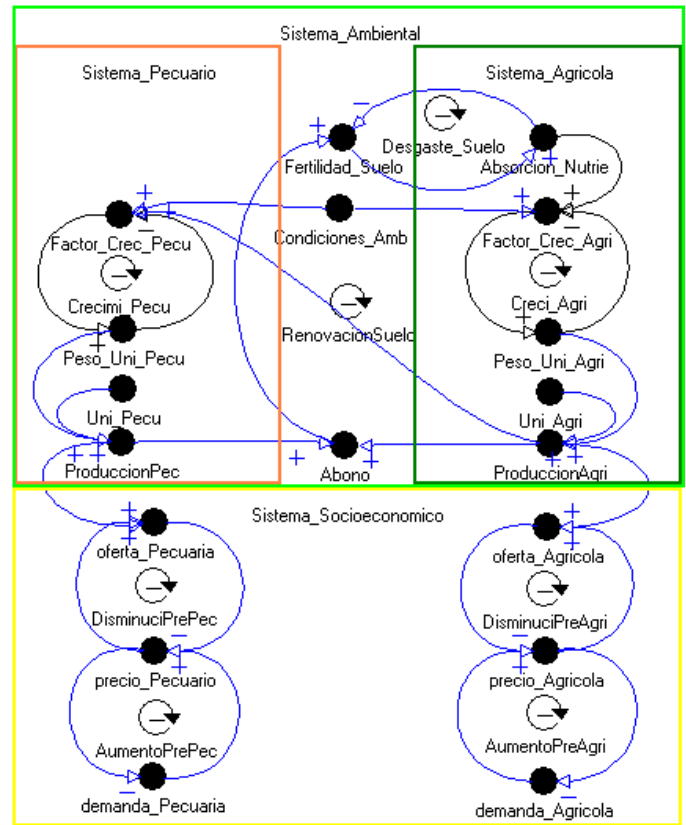 Sistema_Ambiental
Sistema_Pecuario
Sistema_Agricola
Desgaste_Suelo
Fertilidad_Suelo
Absorcion_Nutrie
Factor_Crec_Pecu
Condiciones_Amb
Factor_Crec_Agri
Crecimi_Pecu
Creci_Agri
RenovacionSuelo
Peso_Uni_Pecu
Peso_Uni_Agri
Uni_Pecu
Uni_Agri
ProduccionPec
Abono
ProduccionAgri
Sistema_Socioeconomico
oferta_Pecuaria
oferta_Agricola
DisminuciPrePec
DisminuciPreAgri
precio_Pecuario
precio_Agricola
AumentoPrePec
AumentoPreAgri
demanda_Pecuaria
demanda_Agricola